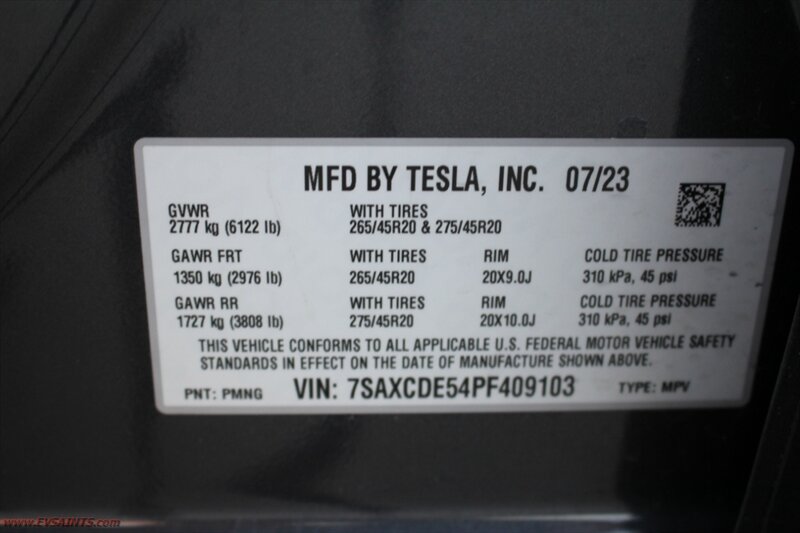 MFD BY TESLA, INC. 07/23
GVWR WITH TIRES
2777 kg (6122 lb) 265/45R20 & 275/45R20
GAWR FRT WITH TIRES RIM COLD TIRE PRESSURE
1350 kg (2976 lb) 265/45R20 20X9.0J 310 kPa, 45 psi
GAWR RR WITH TIRES RIM COLD TIRE PRESSURE
1727 kg (3808 lb) 275/45R20 20X10.0J 310 kPa, 45 psi
THIS VEHICLE CONFORMS TO ALL APPLICABLE U.S. FEDERAL MOTOR VEHICLE SAFETY
STANDARDS IN EFFECT ON THE DATE OF MANUFACTURE SHOWN ABOVE.
PNT: PMNG VIN: 7SAXCDE54PF409103 TYPE: MPV
www.EVSAINTS.com